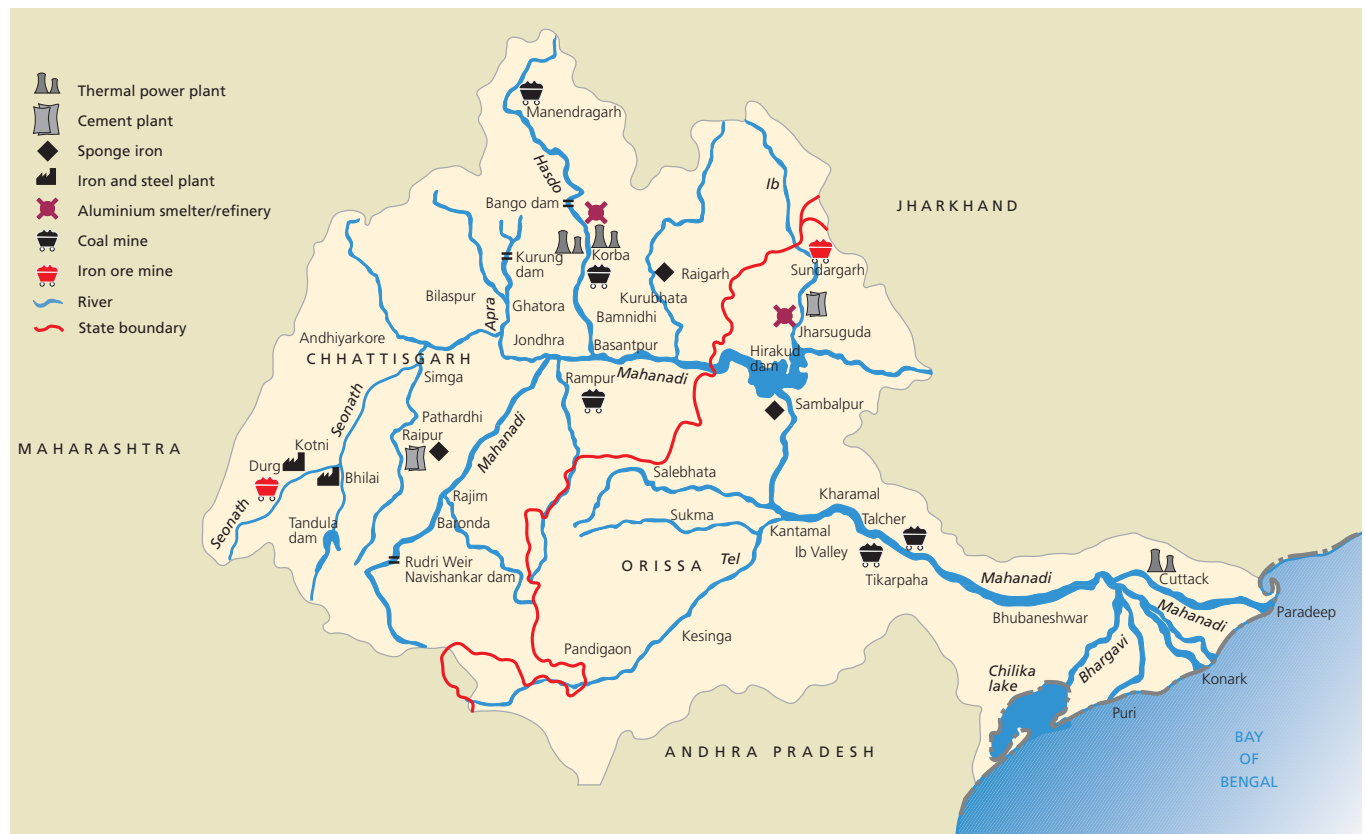 Thermal power plant
Cement plant
Sponge iron
Iron and steel plant
Aluminium smelter/refinery
Coal mine
Iron ore mine
River
State boundary
Manendragarh
Hasdo
Ib
JHARKHAND
Bango dam
Korba
Kurung
dam
Raigarh
Sundargarh
Bilaspur
Apra
Ghatora
Kurubhata
Bamnidhi
Jharsuguda
Andhiyarkore
Jondhra
Basantpur
Hirakud
dam
CHHATTISGARH
Simga
Rampur
Mahanadi
Sambalpur
Seonath
Pathardhi
Raipur
Mahanadi
MAHARASHTRA
Kotni
Durg
Bhilai
Salebhata
Rajim
Kharamal
Seonath
Tandula
dam
Baronda
Sukma
Talcher
Kantamal
Ib Valley
Rudri Weir
Navishankar dam
ORISSA
Tel
Tikarpaha
Mahanadi
Cuttack
Bhubaneshwar
Mahanadi
Paradeep
Pandigaon
Kesinga
Bhargavi
Chilika
lake
Konark
Puri
ANDHRA PRADESH
BAY
OF
BENGAL